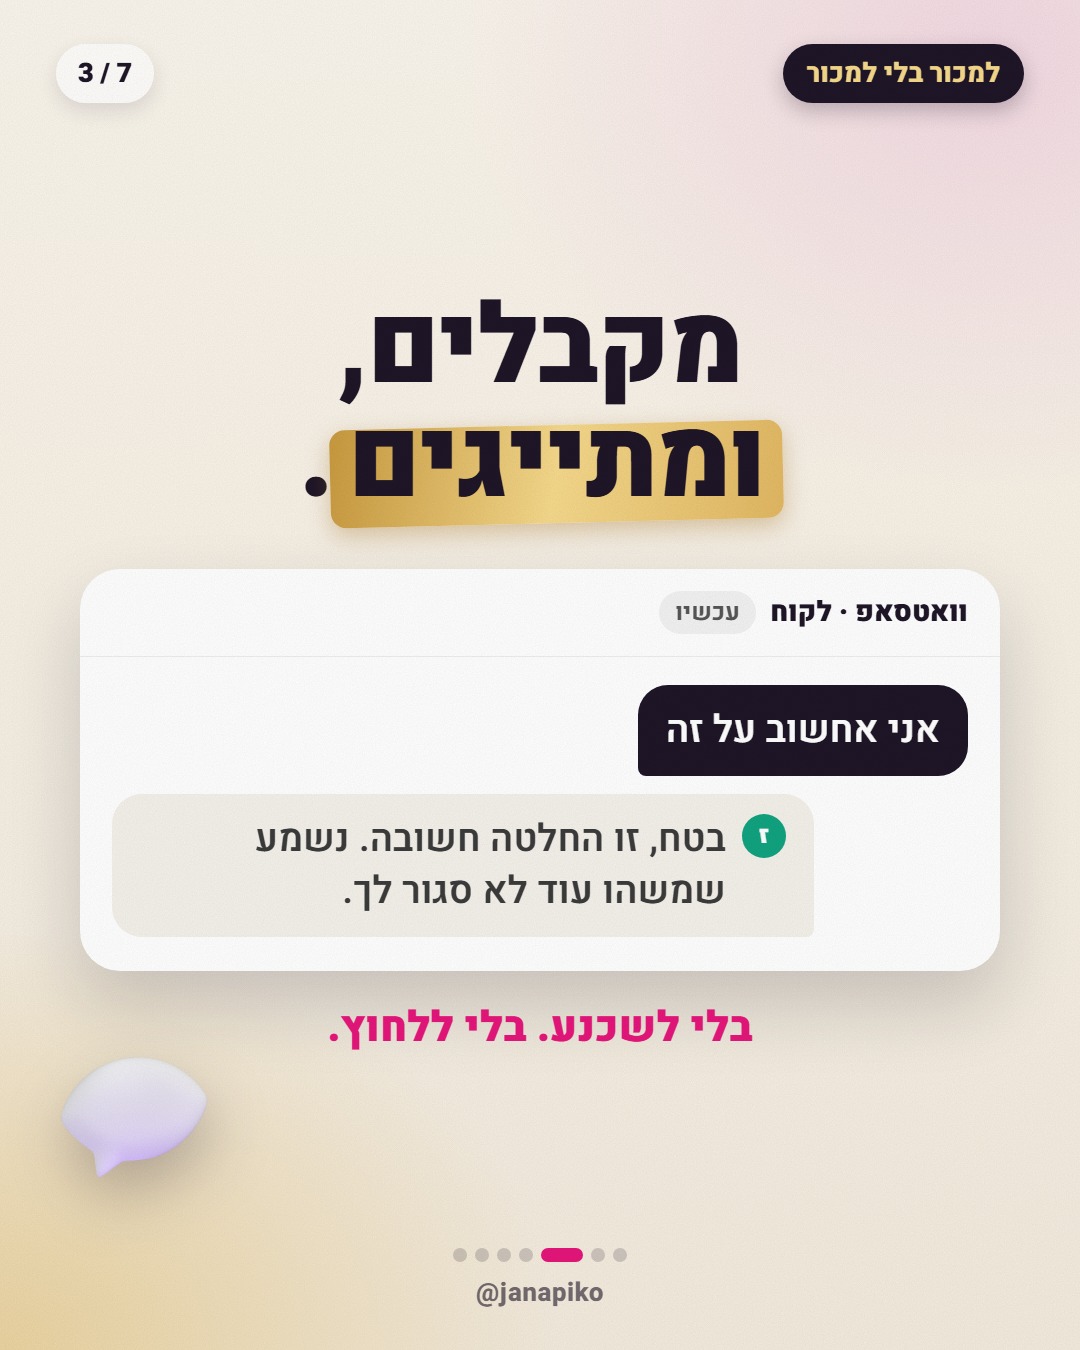 למכור בלי למכור
3 / 7
מקבלים,
ומתייגים.
וואטסאפ · לקוח
עכשיו
אני אחשוב על זה
ז
בטח, זו החלטה חשובה. נשמע
שמשהו עוד לא סגור לך.
בלי לשכנע. בלי ללחוץ.
@janapiko